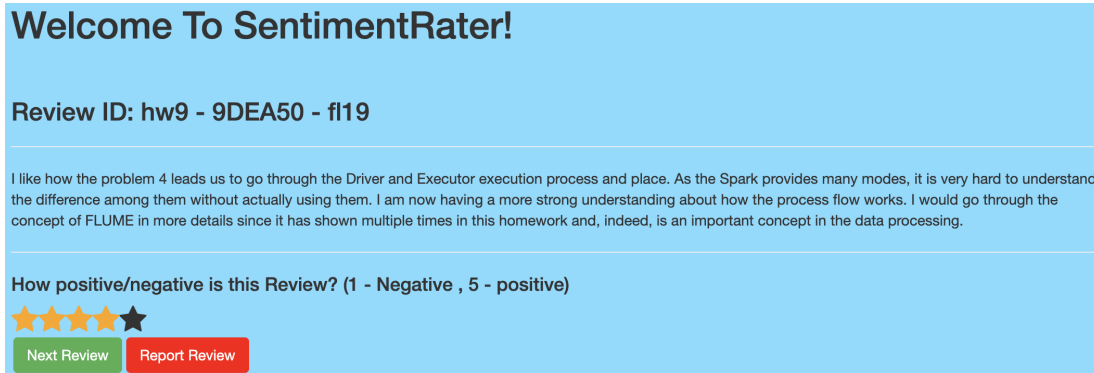 Welcome To SentimentRater!
Review ID: hw9 - 9DEA50 - fl19
I like how the problem 4 leads us to go through the Driver and Executor execution process and place. As the Spark provides many modes, it is very hard to understand
the difference among them without actually using them. I am now having a more strong understanding about how the process flow works. I would go through the
concept of FLUME in more details since it has shown multiple times in this homework and, indeed, is an important concept in the data processing.
How positive/negative is this Review? (1 - Negative , 5 - positive)
Next Review Report Review